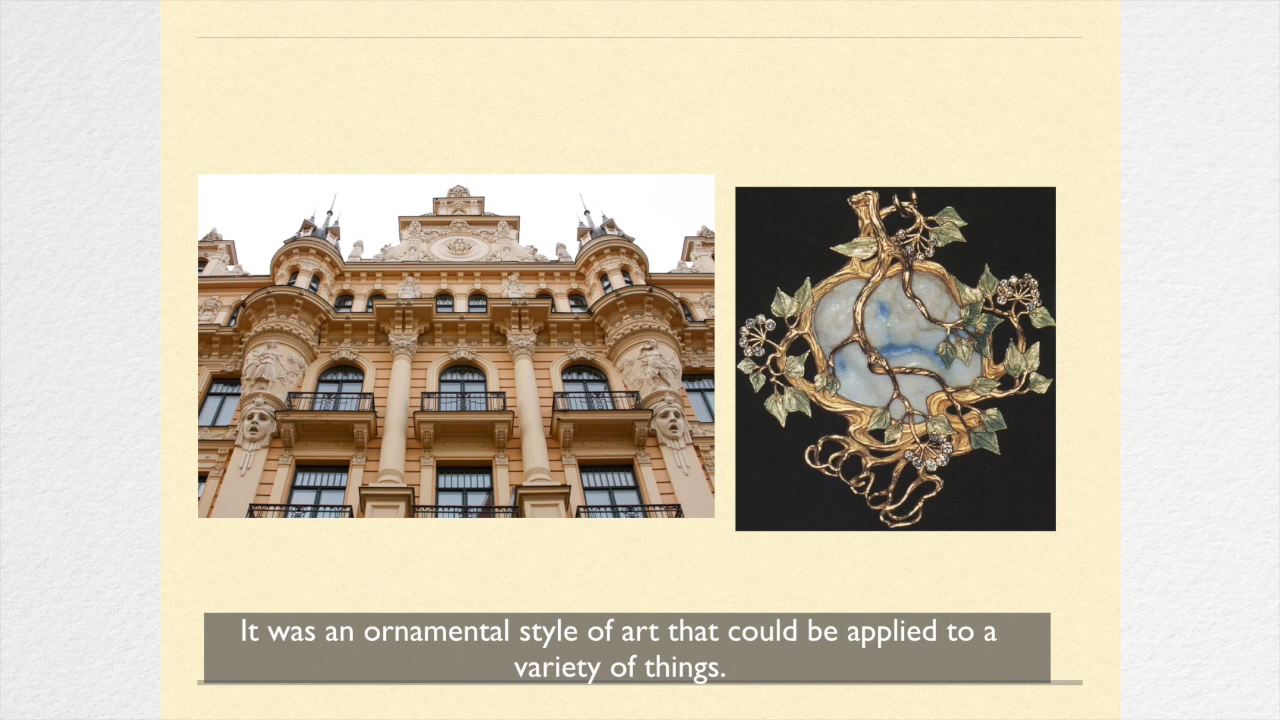 It was an ornamental style of art that could be applied to a
variety of things.